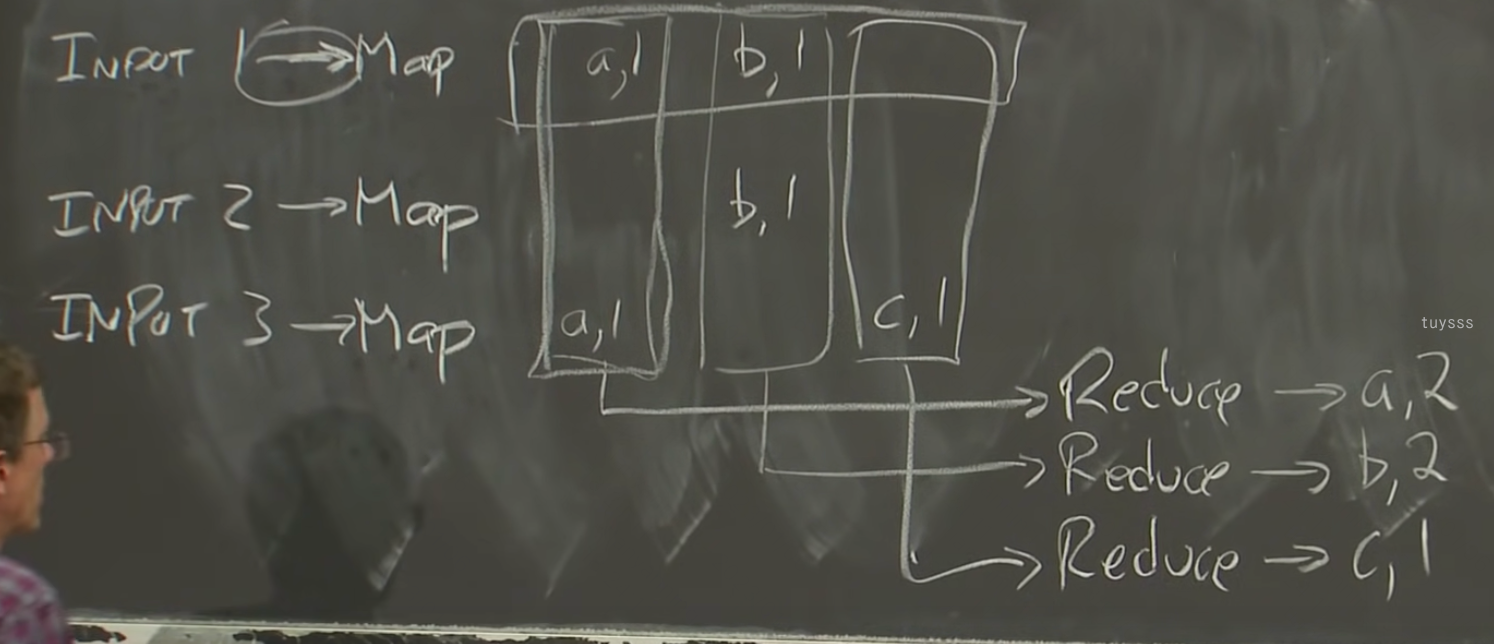 INPUT 1 → Map a,1 b,1
INPUT 2 → Map b,1
INPUT 3 → Map a,1 c,1
tuysss
Reduce → a,2
Reduce → b,2
Reduce → c,1